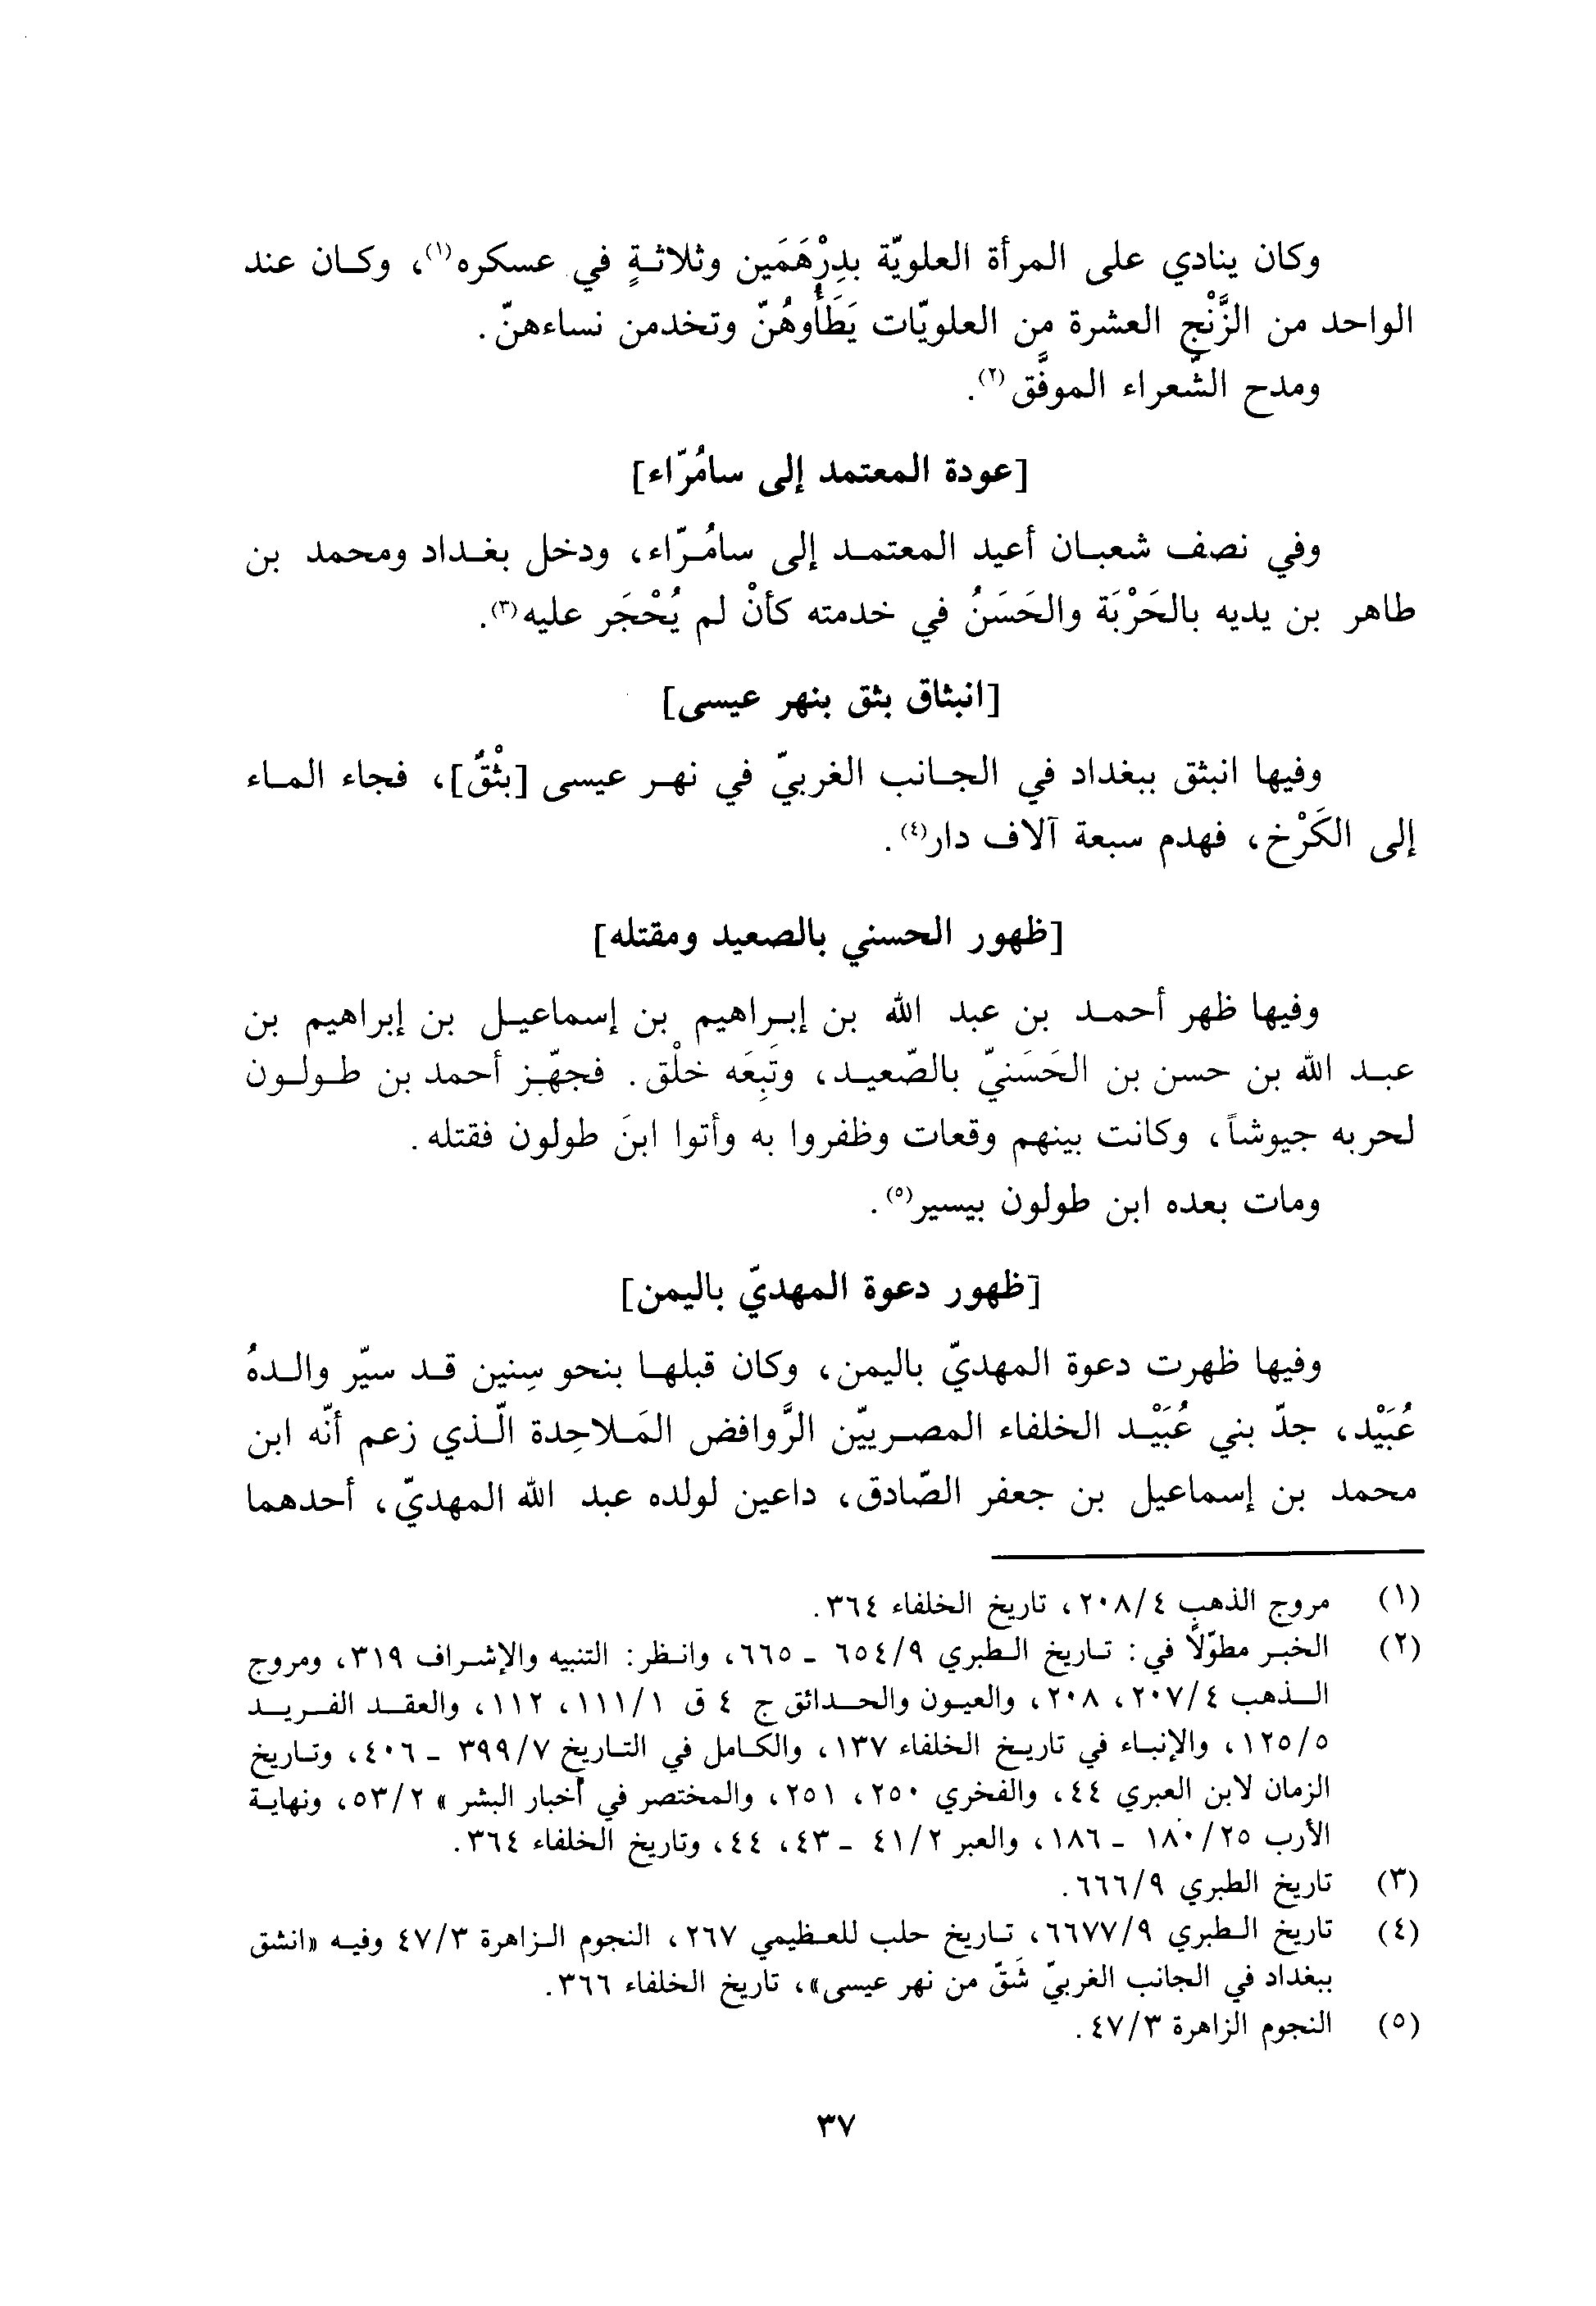 وكان ينادي على المرأة العلويّة بدِرْهَمَين وثلاثةٍ في عسكره(١)، وكان عند
الواحد من الزَّنْج العشرة من العلويّات يَطَأُوهُنّ وتخدمن نساءهنّ.
ومدح الشُّعراء الموفَّق(٢).
[عودة المعتمد إلى سامُرّاء]
وفي نصف شعبان أعيد المعتمد إلى سامُرّاء، ودخل بغداد ومحمد بن
طاهر بن يديه بالحَرْبَة والحَسَنُ في خدمته كأنْ لم يُحْجَر عليه(٣).
[انبثاق بثق بنهر عيسى]
وفيها انبثق ببغداد في الجانب الغربيّ في نهر عيسى [بثْقٌ]، فجاء الماء
إلى الكَرْخ، فهدم سبعة آلاف دار(٤).
[ظهور الحسني بالصعيد ومقتله]
وفيها ظهر أحمد بن عبد الله بن إبراهيم بن إسماعيل بن إبراهيم بن
عبد الله بن حسن بن الحَسَنيّ بالصّعيد، وتَبِعَه خلْق. فجهّز أحمد بن طولون
لحربه جيوشاً، وكانت بينهم وقعات وظفروا به وأتوا ابنَ طولون فقتله.
ومات بعده ابن طولون بيسير(٥).
[ظهور دعوة المهديّ باليمن]
وفيها ظهرت دعوة المهديّ باليمن، وكان قبلها بنحو سِنين قد سيّر والدهُ
عُبَيْد، جدّ بني عُبَيْد الخلفاء المصريّين الرَّوافض المَلاحِدة الّذي زعم أنّه ابن
محمد بن إسماعيل بن جعفر الصّادق، داعين لولده عبد الله المهديّ، أحدهما
(١) مروج الذهب ٢٠٨/٤، تاريخ الخلفاء ٣٦٤.
(٢) الخبر مطوّلاً في: تاريخ الطبري ٦٥٤/٩ ـ ٦٦٥، وانظر: التنبيه والإشراف ٣١٩، ومروج
الذهب ٢٠٧/٤، ٢٠٨، والعيون والحدائق ج ٤ ق ١١١/١، ١١٢، والعقد الفريد
١٢٥/٥، والإنباء في تاريخ الخلفاء ١٣٧، والكامل في التاريخ ٣٩٩/٧ ـ ٤٠٦، وتاريخ
الزمان لابن العبري ٤٤، والفخري ٢٥٠، ٢٥١، والمختصر في أخبار البشر » ٥٣/٢، ونهاية
الأرب ١٨٠/٢٥ ـ ١٨٦، والعبر ٤١/٢ ـ ٤٣، ٤٤، وتاريخ الخلفاء ٣٦٤.
(٣) تاريخ الطبري ٦٦٦/٩.
(٤) تاريخ الطبري ٦٦٧٧/٩، تاريخ حلب للعظيمي ٢٦٧، النجوم الزاهرة ٤٧/٣ وفيه «انشق
ببغداد في الجانب الغربيّ شَقّ من نهر عيسى»، تاريخ الخلفاء ٣٦٦.
(٥) النجوم الزاهرة ٤٧/٣.
٣٧